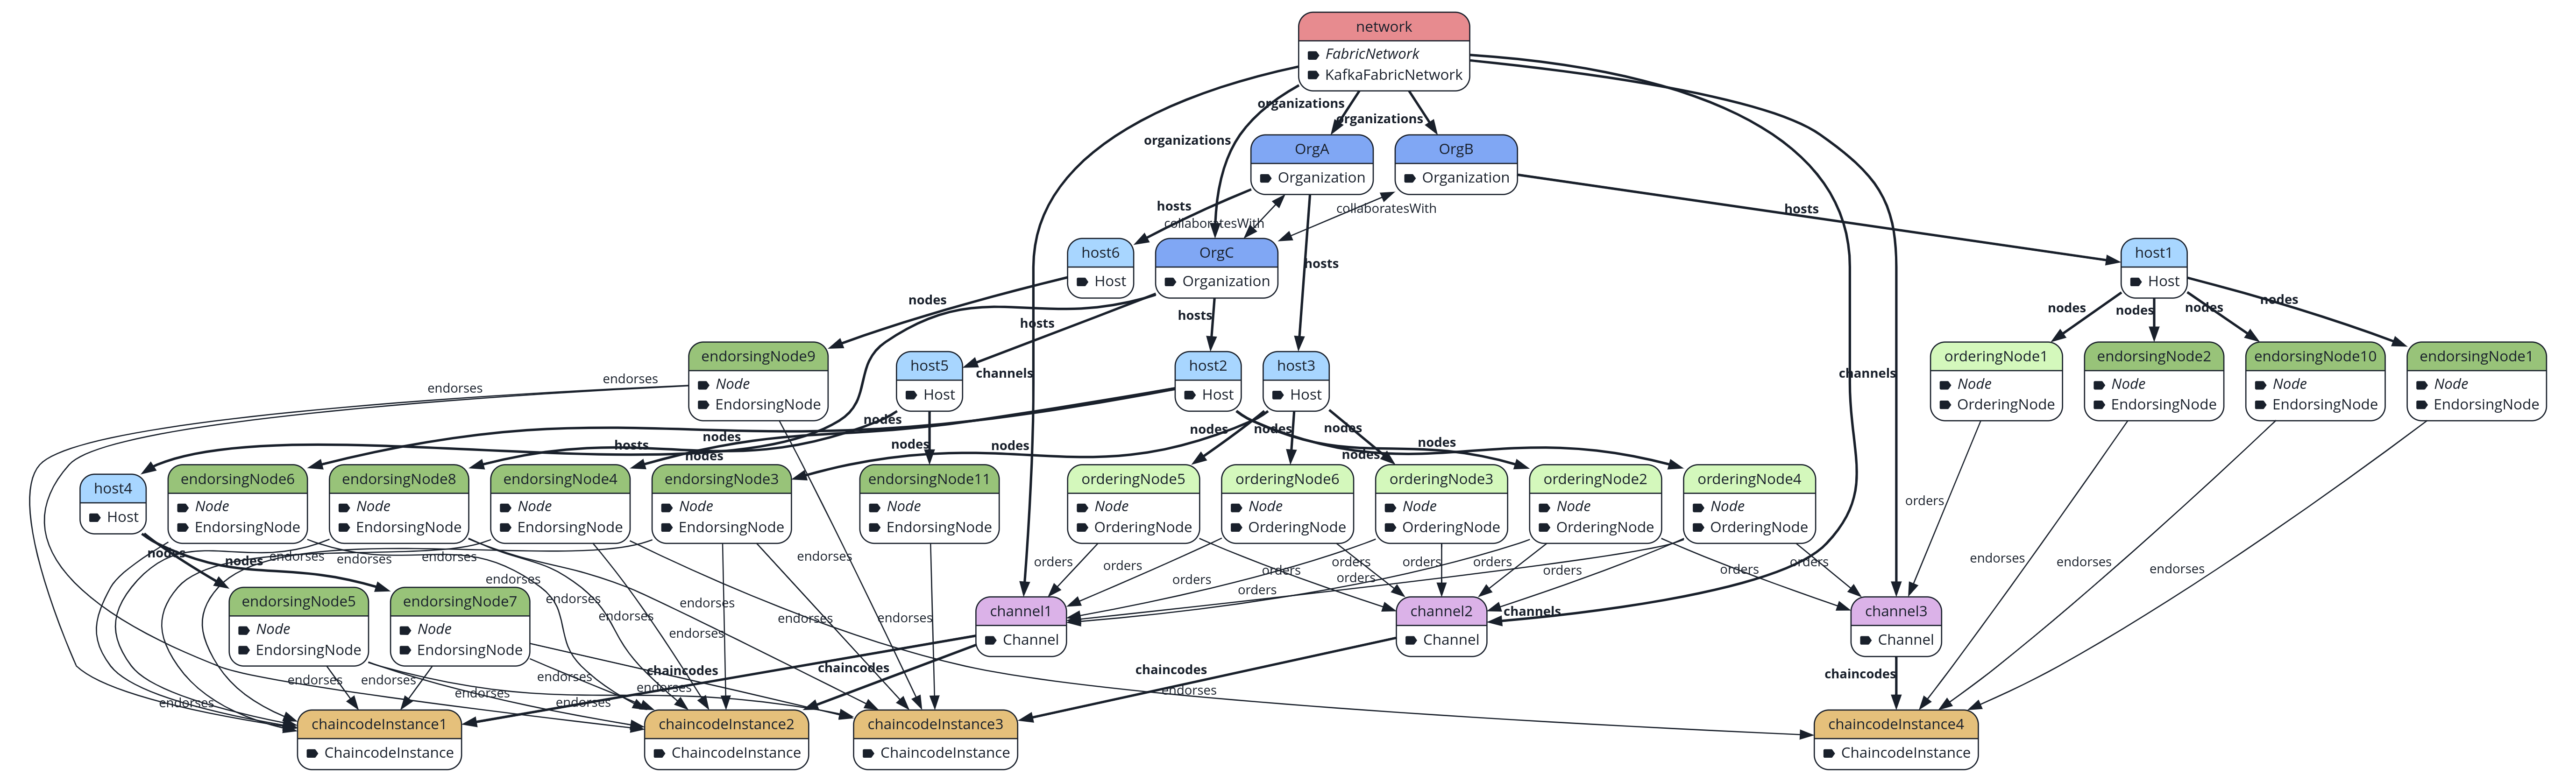 network
FabricNetwork
KafkaFabricNetwork
organizations
organizations
organizations
OrgA
Organization
OrgB
Organization
hosts
collaboratesWith
collaboratesWith
hosts
host6
Host
OrgC
Organization
hosts
host1
Host
nodes
hosts
hosts
nodes
nodes
nodes
nodes
endorsingNode9
Node
EndorsingNode
host5
Host
channels
host2
Host
host3
Host
channels
orderingNode1
Node
OrderingNode
endorsingNode2
Node
EndorsingNode
endorsingNode10
Node
EndorsingNode
endorsingNode1
Node
EndorsingNode
endorses
endorses
hosts
nodes
nodes
nodes
nodes
nodes
nodes
nodes
nodes
nodes
nodes
host4
Host
endorsingNode6
Node
EndorsingNode
endorsingNode8
Node
EndorsingNode
endorsingNode4
Node
EndorsingNode
endorsingNode3
Node
EndorsingNode
endorsingNode11
Node
EndorsingNode
orderingNode5
Node
OrderingNode
orderingNode6
Node
OrderingNode
orderingNode3
Node
OrderingNode
orderingNode2
Node
OrderingNode
orderingNode4
Node
OrderingNode
orders
nodes
nodes
endorses
endorses
endorses
endorses
endorses
endorses
endorses
endorses
endorses
endorses
endorses
orders
orders
orders
orders
orders
orders
orders
orders
orders
orders
orders
orders
endorses
endorses
endorses
endorsingNode5
Node
EndorsingNode
endorsingNode7
Node
EndorsingNode
channel1
Channel
channel2
Channel
channels
channel3
Channel
endorses
endorses
endorses
endorses
endorses
endorses
endorses
endorses
chaincodes
chaincodes
chaincodes
endorses
chaincodes
chaincodeInstance1
ChaincodeInstance
chaincodeInstance2
ChaincodeInstance
chaincodeInstance3
ChaincodeInstance
chaincodeInstance4
ChaincodeInstance